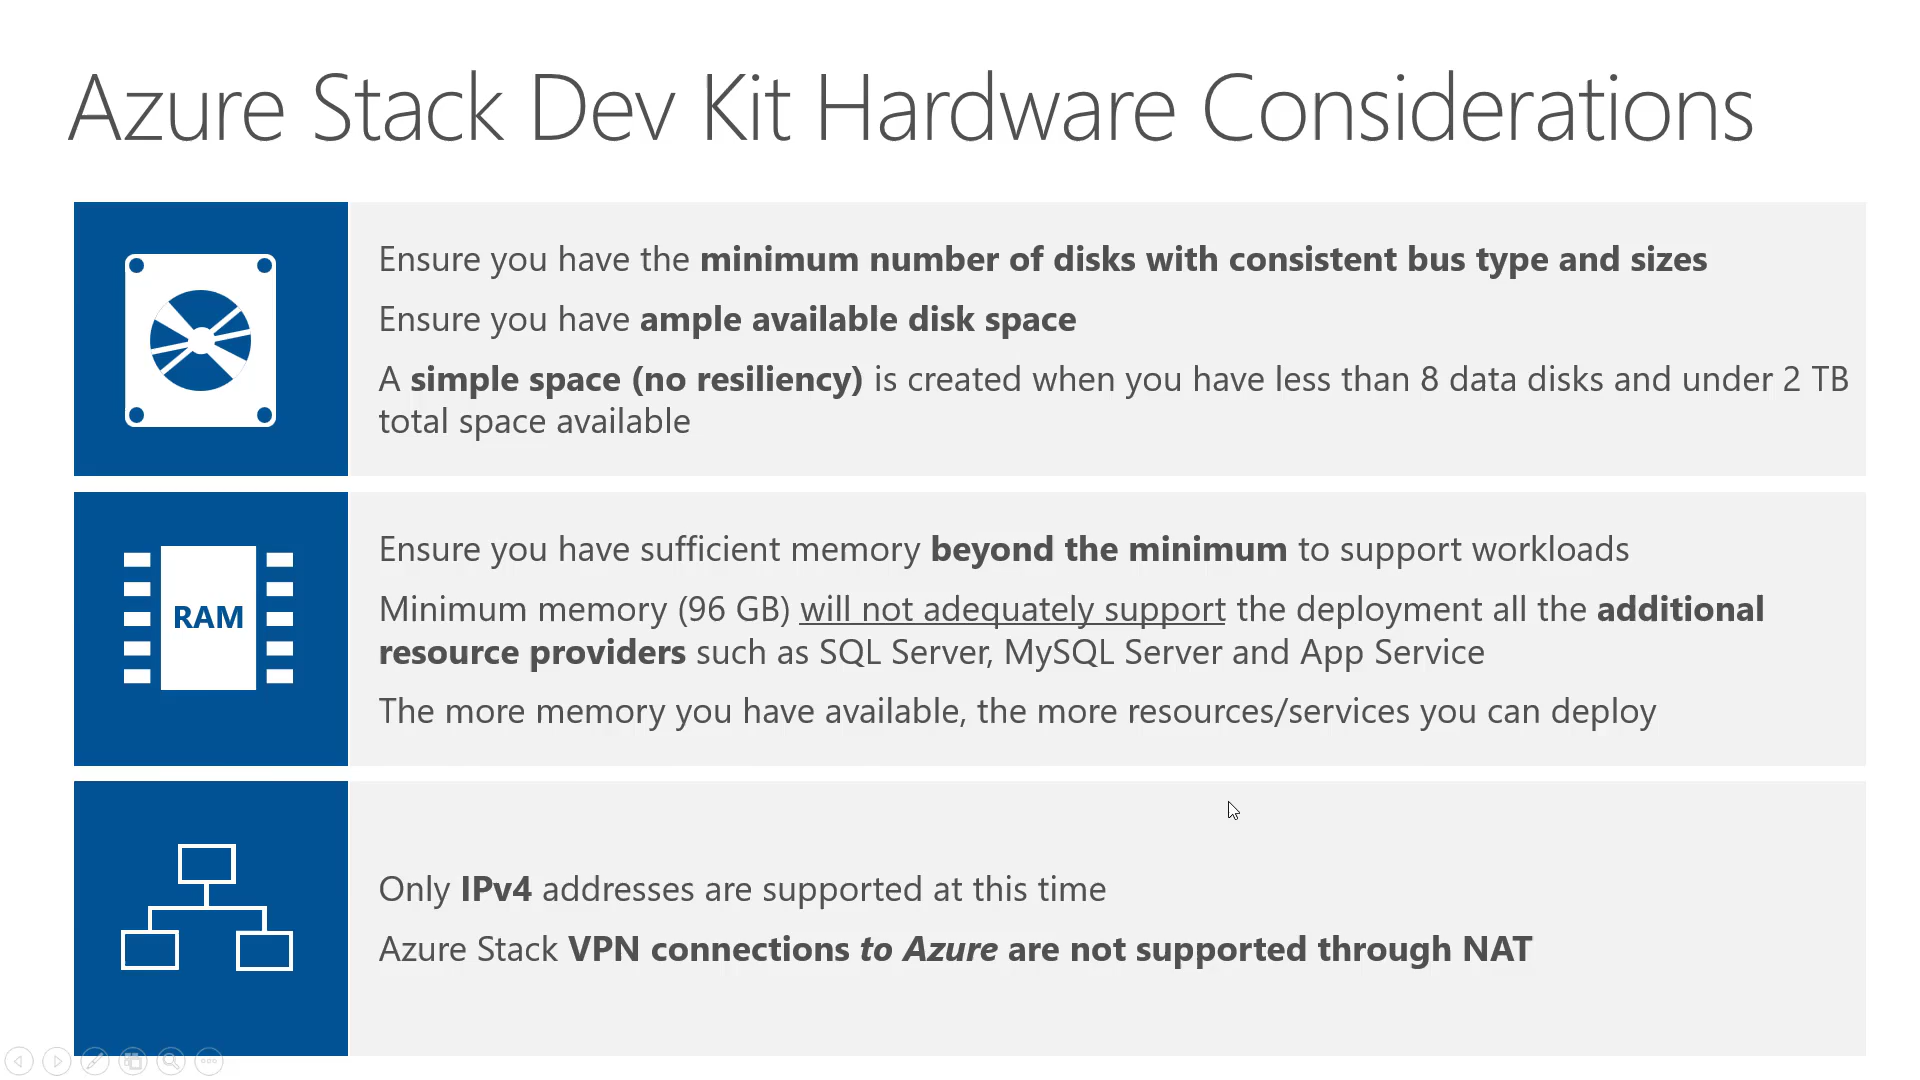 Azure Stack Dev Kit Hardware Considerations
Ensure you have the minimum number of disks with consistent bus type and sizes
Ensure you have ample available disk space
A simple space (no resiliency) is created when you have less than 8 data disks and under 2 TB
total space available
RAM
Ensure you have sufficient memory beyond the minimum to support workloads
Minimum memory (96 GB) will not adequately support the deployment all the additional
resource providers such as SQL Server, MySQL Server and App Service
The more memory you have available, the more resources/services you can deploy
Only IPv4 addresses are supported at this time
Azure Stack VPN connections to Azure are not supported through NAT